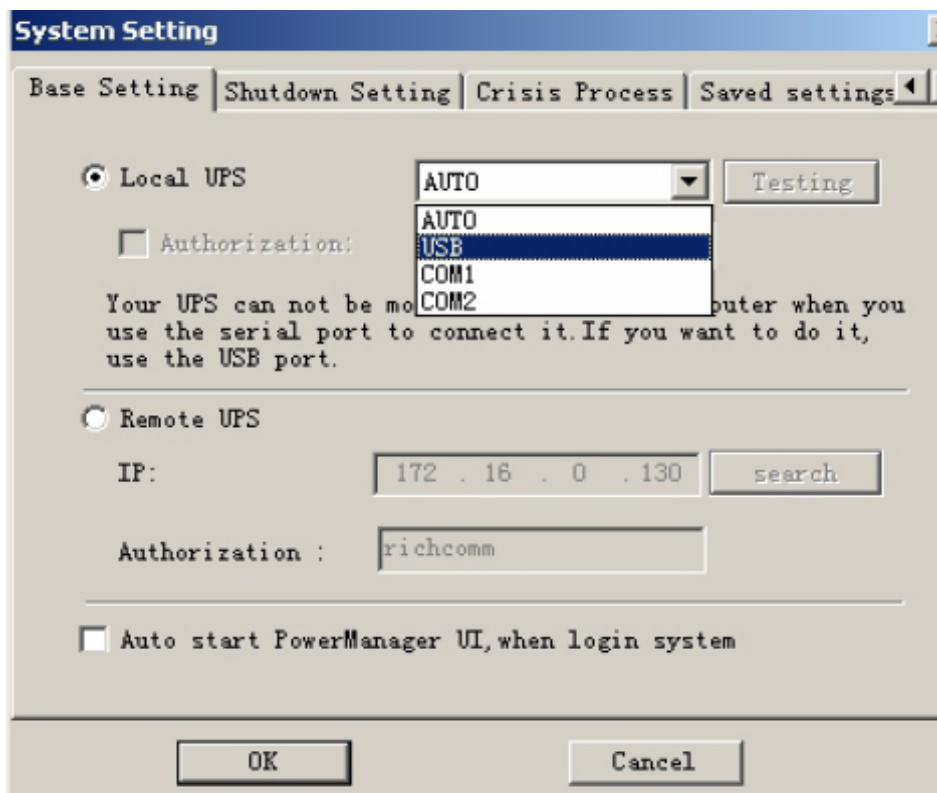 System Setting
Base Setting Shutdown Setting Crisis Process Saved settings
Local UPS AUTO Testing
AUTO
Authorization: USB
COM1
Your UPS can not be mo COM2 puter when you
use the serial port to connect it.If you want to do it,
use the USB port.
Remote UPS
IP: 172 . 16 . 0 . 130 search
Authorization : richcomm
Auto start PowerManager UI,when login system
OK Cancel